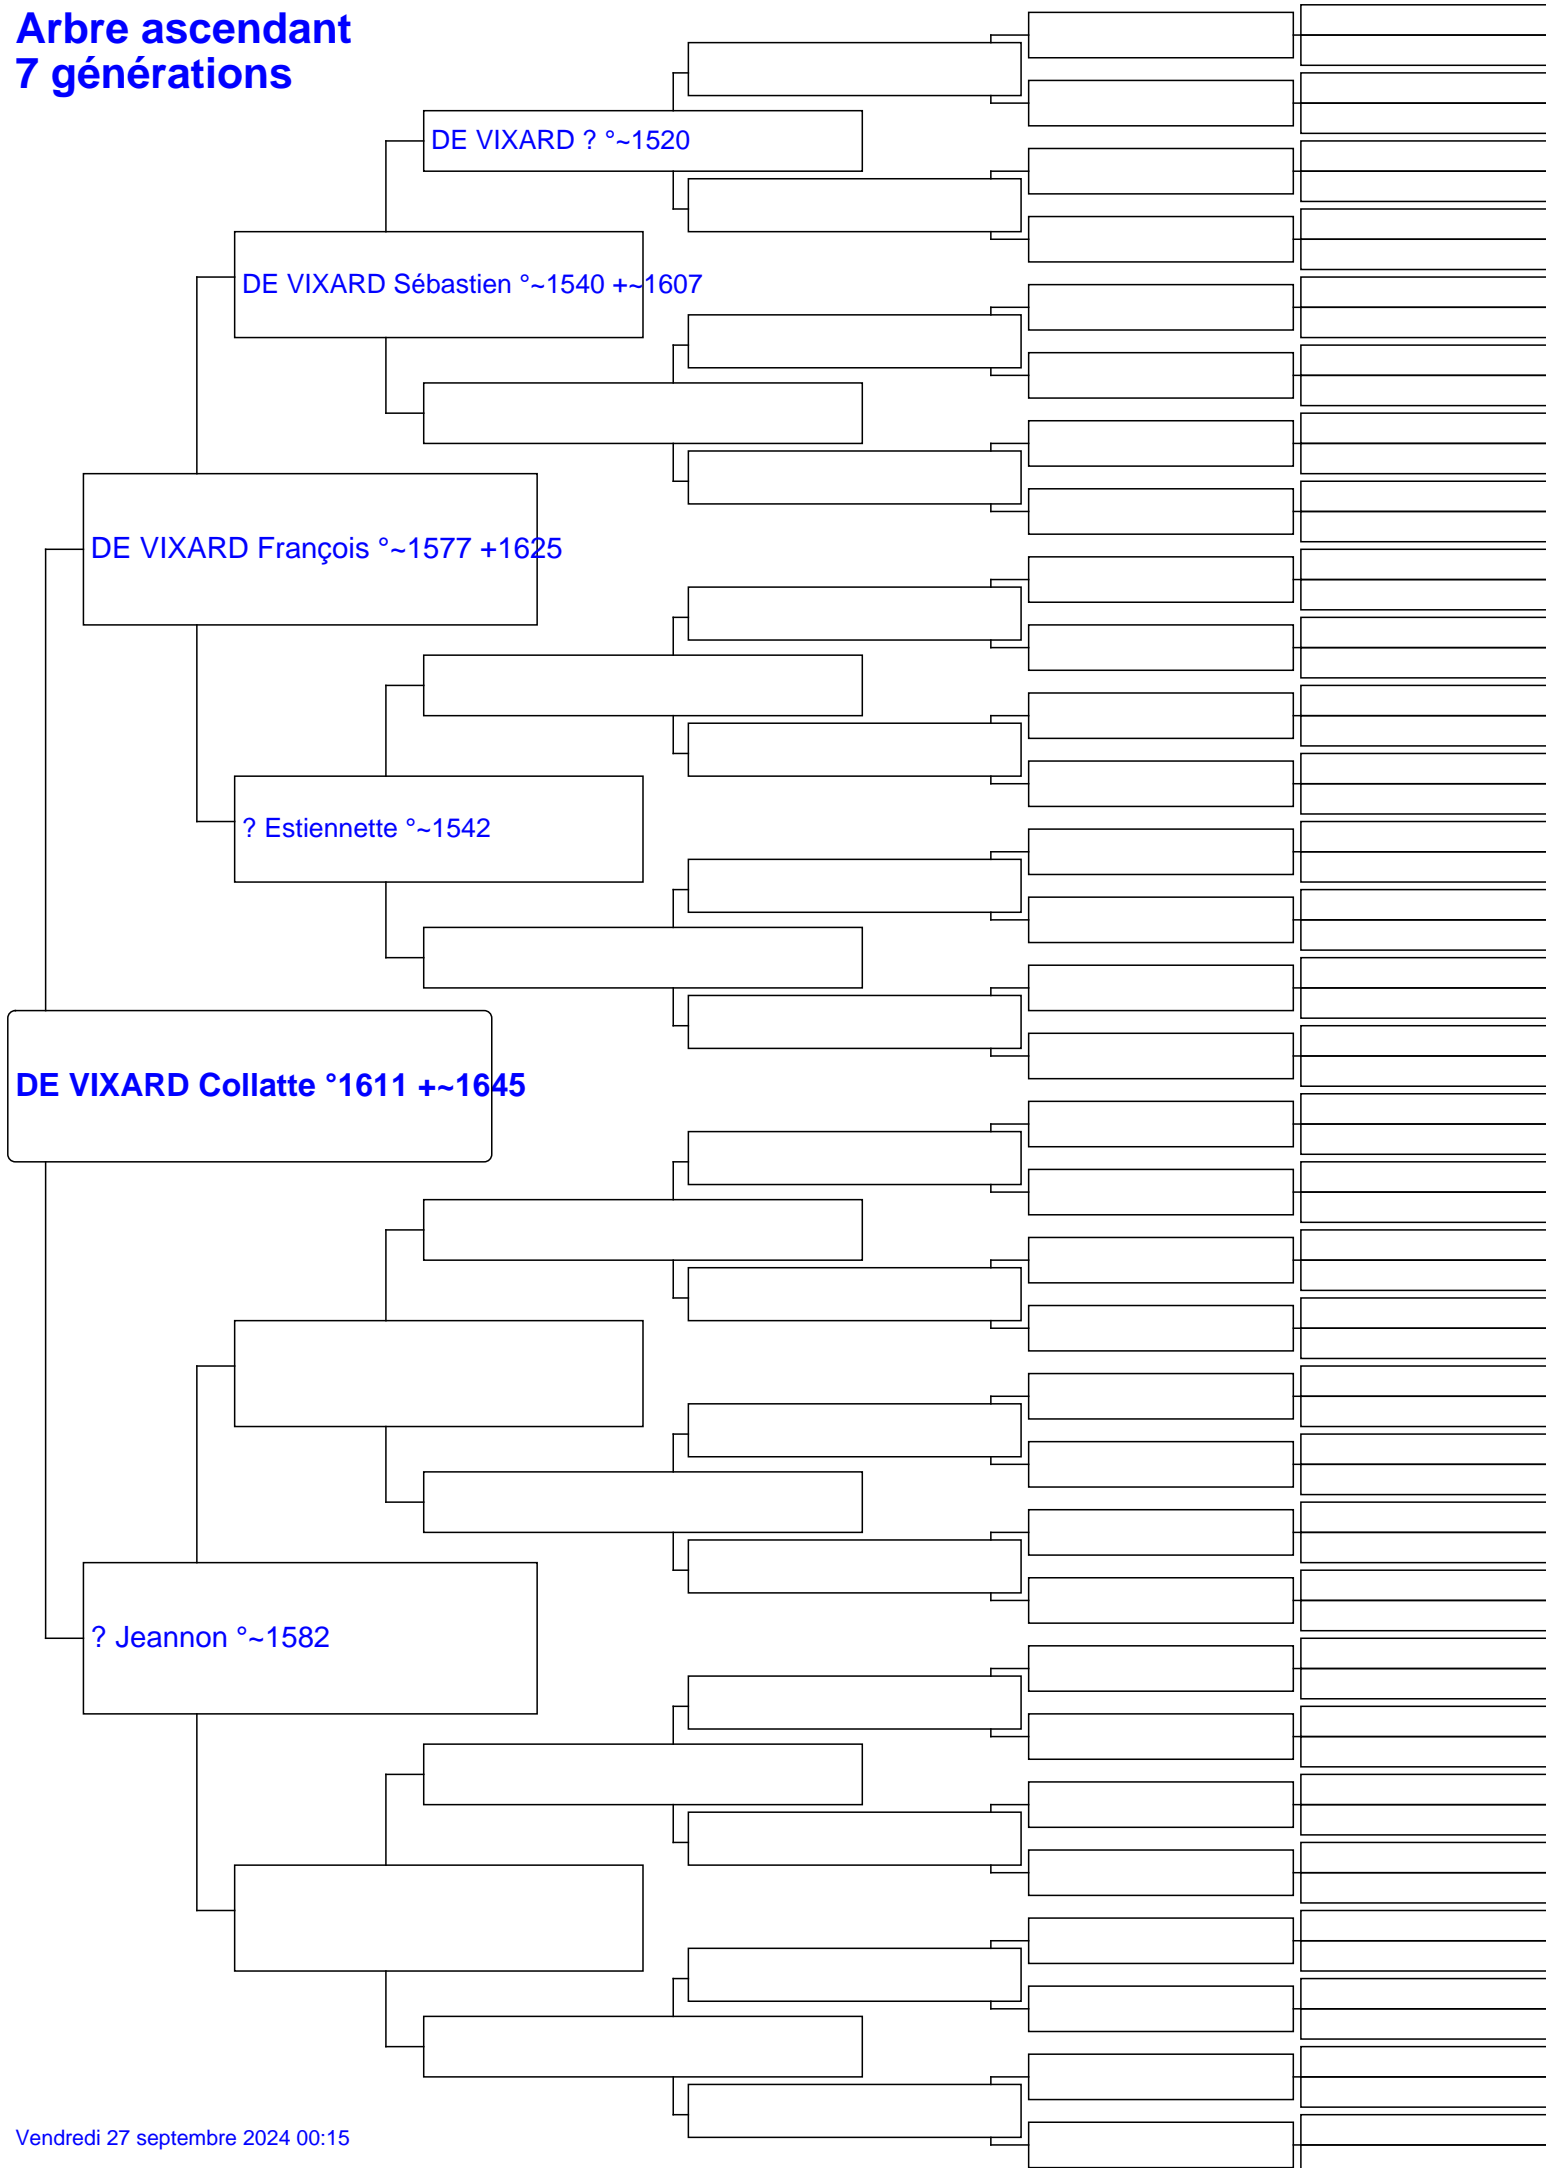 Arbre ascendant
7 générations
DE VIXARD ? °~1520
DE VIXARD Sébastien °~1540 +~1607
DE VIXARD François °~1577 +1625
? Estiennette °~1542
DE VIXARD Collatte °1611 +~1645
? Jeannon °~1582
Vendredi 27 septembre 2024 00:15